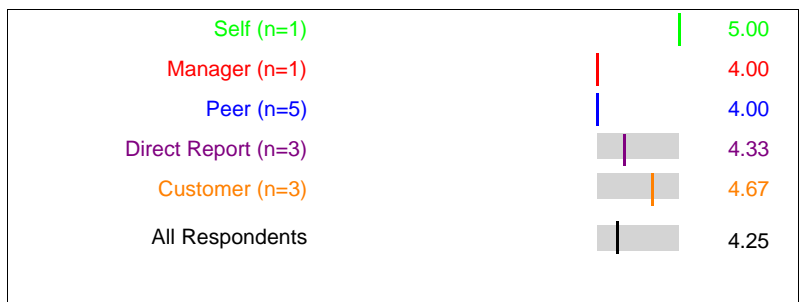 Self (n=1) 5.00
Manager (n=1) 4.00
Peer (n=5) 4.00
Direct Report (n=3) 4.33
Customer (n=3) 4.67
All Respondents 4.25